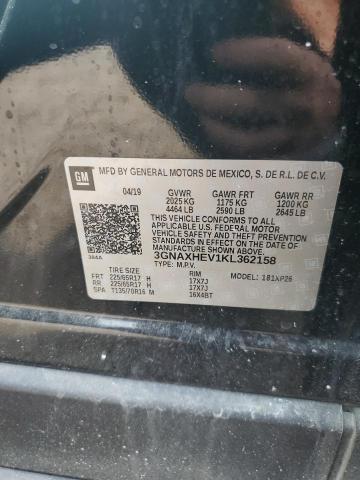 GM
MFD BY GENERAL MOTORS DE MEXICO, S. DE R.L. DE C.V.
04/19 GVWR GAWR FRT GAWR RR
2025 KG 1175 KG 1200 KG
4464 LB 2590 LB 2645 LB
THIS VEHICLE CONFORMS TO ALL
APPLICABLE U.S. FEDERAL MOTOR
VEHICLE SAFETY AND THEFT PREVENTION
STANDARDS IN EFFECT ON THE DATE OF
MANUFACTURE SHOWN ABOVE.
384A 3GNAXHEV1KL362158
TYPE: M.P.V.
TIRE SIZE RIM MODEL: 181XP26
FRT 225/65R17 H 17X7J
RR 225/65R17 H 17X7J
SPA T135/70R16 M 16X4BT